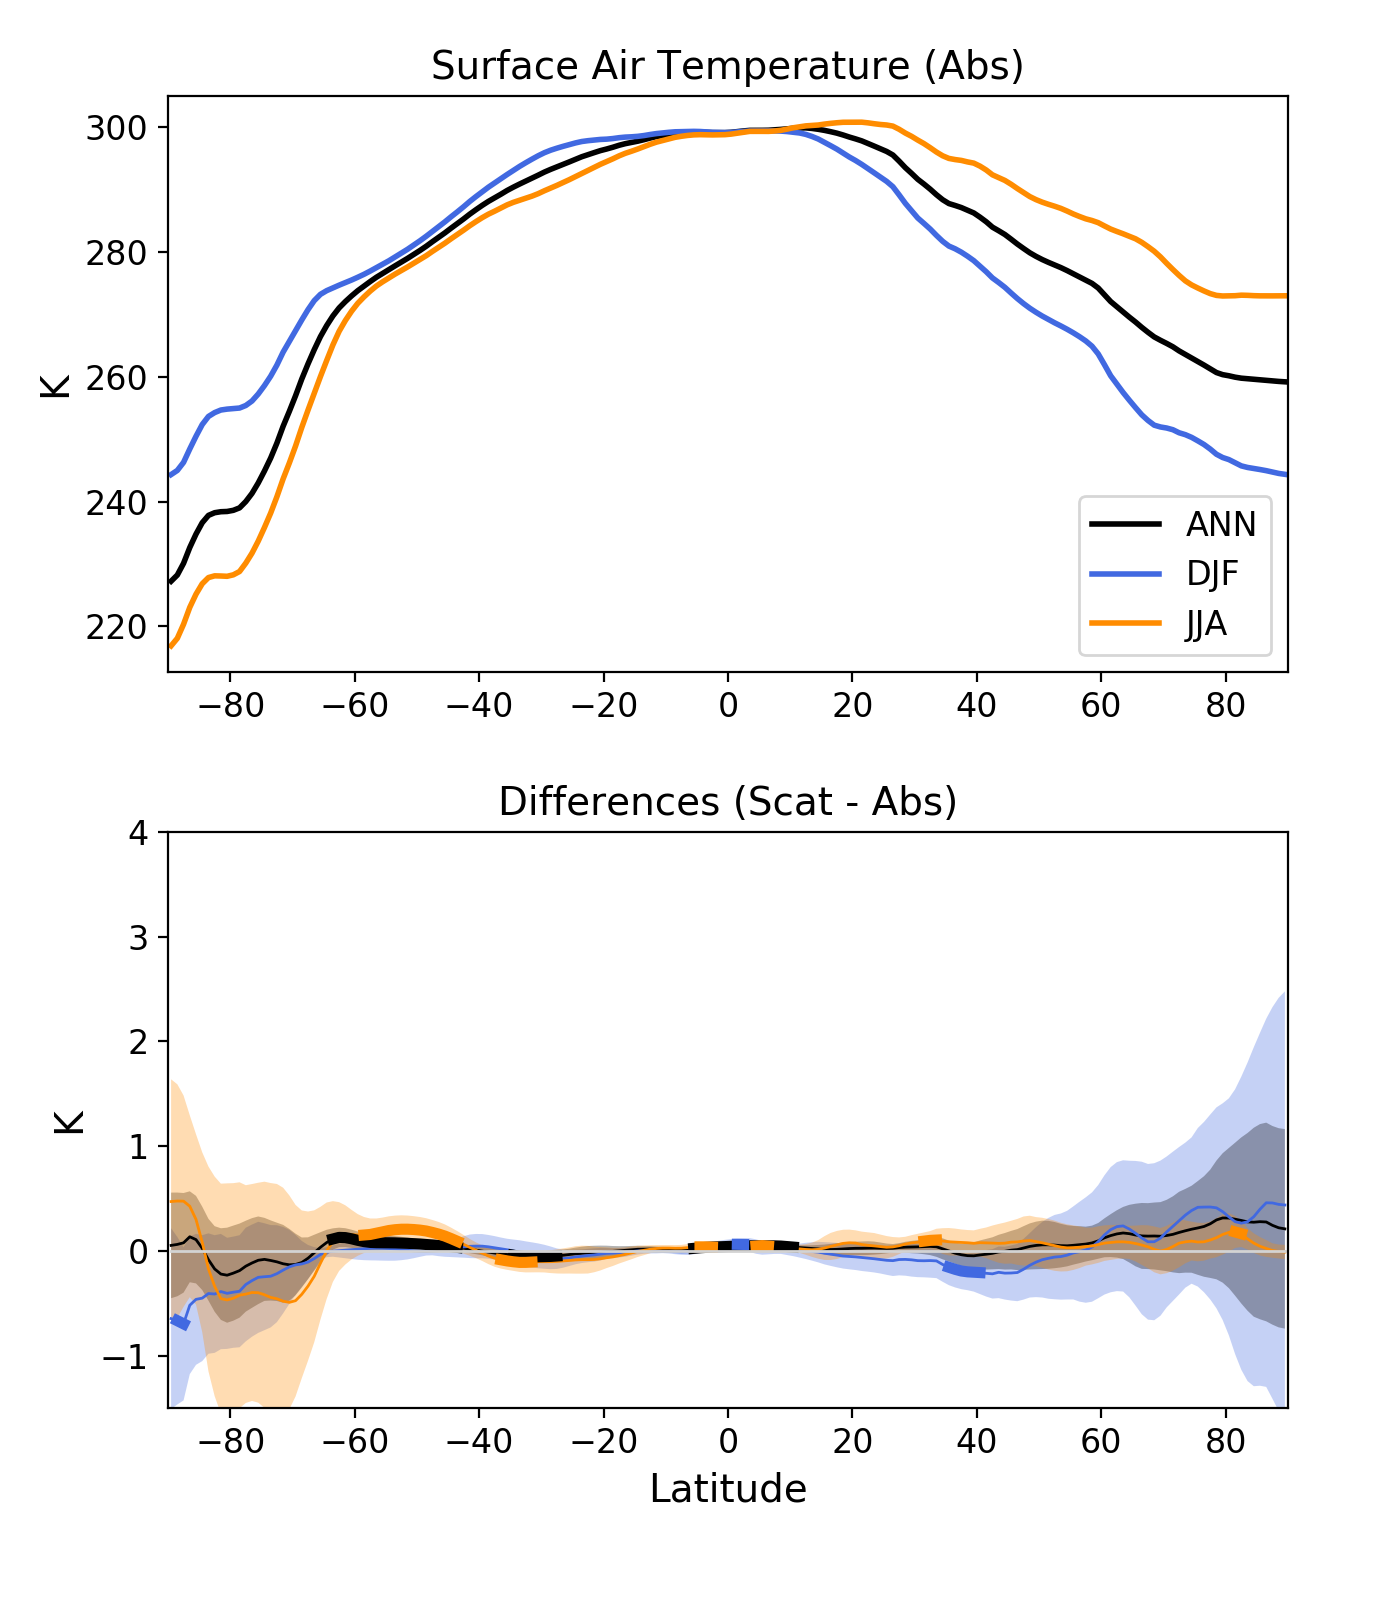 Surface Air Temperature (Abs)
300
280
260
240
220
K
ANN
DJF
JJA
−80 −60 −40 −20 0 20 40 60 80
Differences (Scat - Abs)
4
3
2
1
0
−1
K
−80 −60 −40 −20 0 20 40 60 80
Latitude